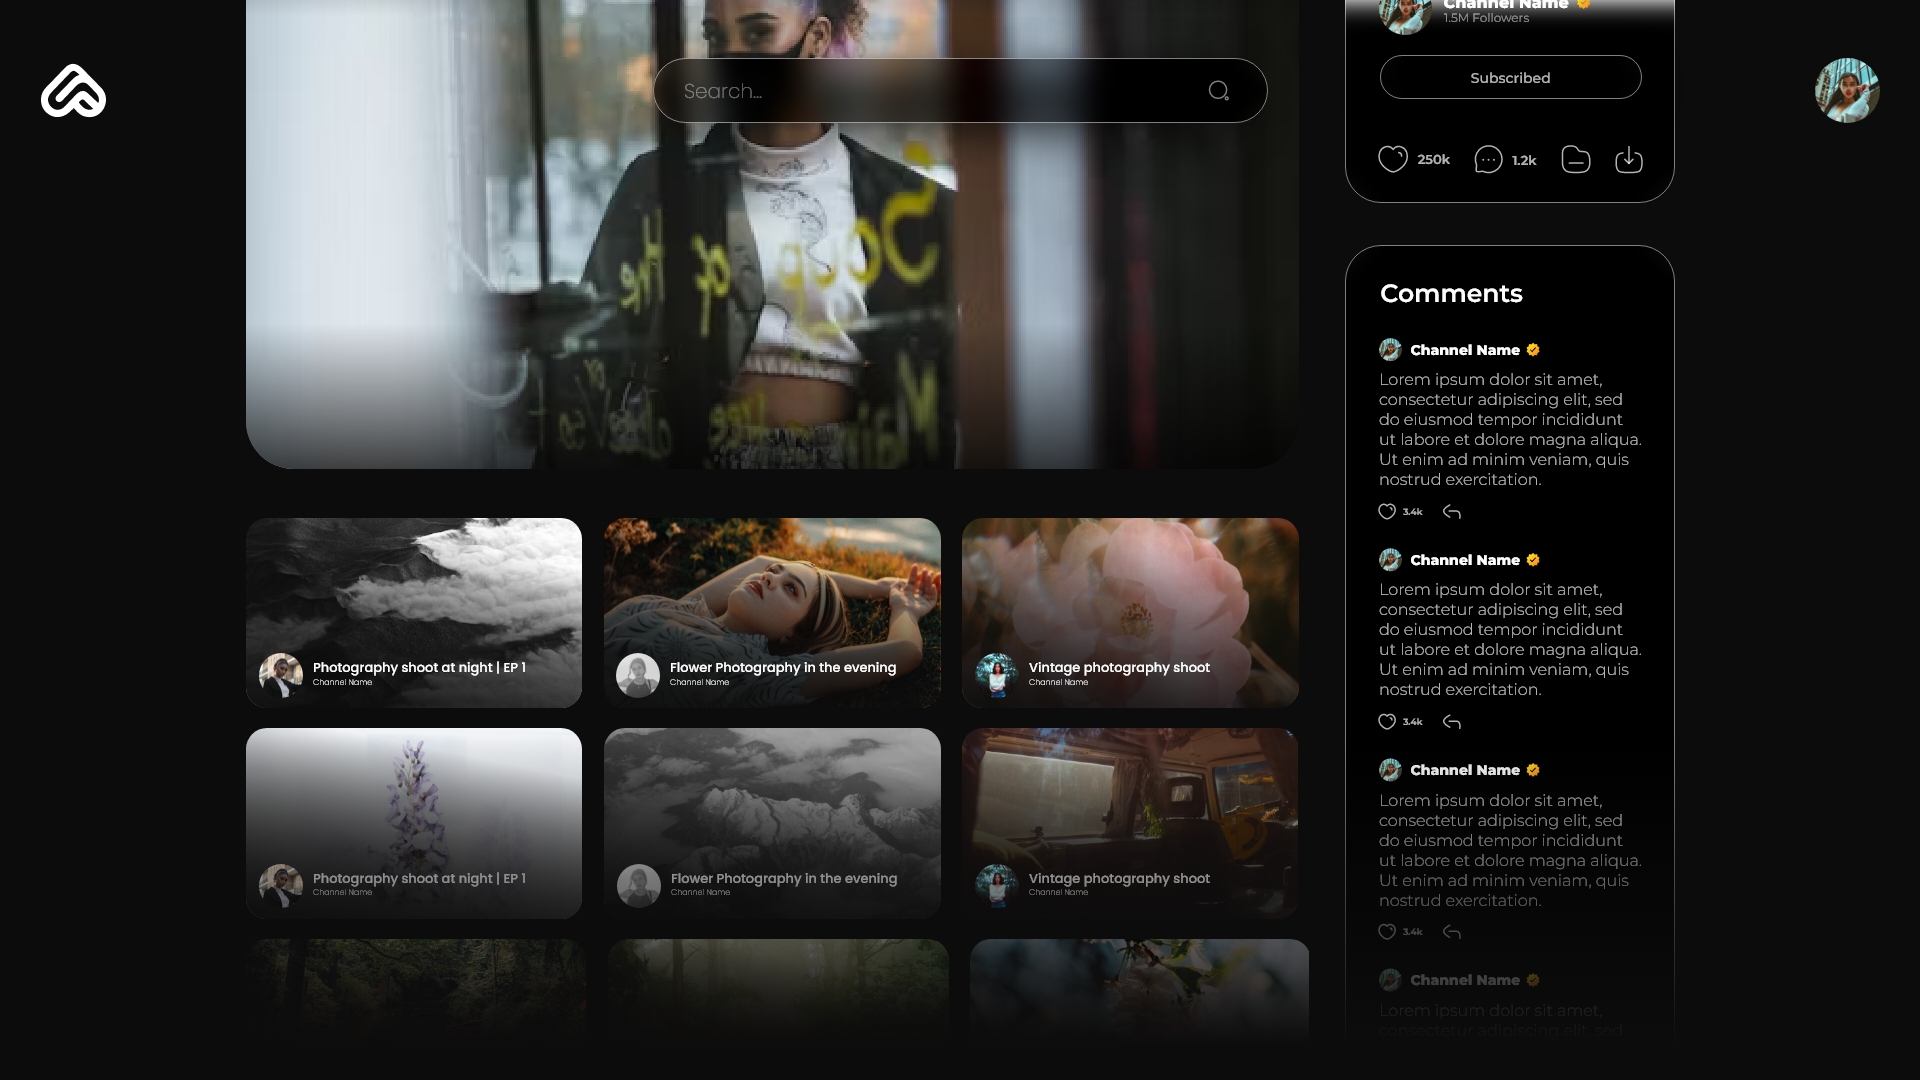 Channel Name
1.5M Followers
Search...
Subscribed
250k
1.2k
Comments
Channel Name
Lorem ipsum dolor sit amet,
consectetur adipiscing elit, sed
do eiusmod tempor incididunt
ut labore et dolore magna aliqua.
Ut enim ad minim veniam, quis
nostrud exercitation.
3.4k
Channel Name
Lorem ipsum dolor sit amet,
consectetur adipiscing elit, sed
do eiusmod tempor incididunt
ut labore et dolore magna aliqua.
Ut enim ad minim veniam, quis
nostrud exercitation.
3.4k
Channel Name
Lorem ipsum dolor sit amet,
consectetur adipiscing elit, sed
do eiusmod tempor incididunt
ut labore et dolore magna aliqua.
Ut enim ad minim veniam, quis
nostrud exercitation.
3.4k
Channel Name
Lorem ipsum dolor sit amet,
consectetur adipiscing elit, sed
Soup of the
Photography shoot at night | EP 1
Channel Name
Flower Photography in the evening
Channel Name
Vintage photography shoot
Channel Name
Photography shoot at night | EP 1
Channel Name
Flower Photography in the evening
Channel Name
Vintage photography shoot
Channel Name